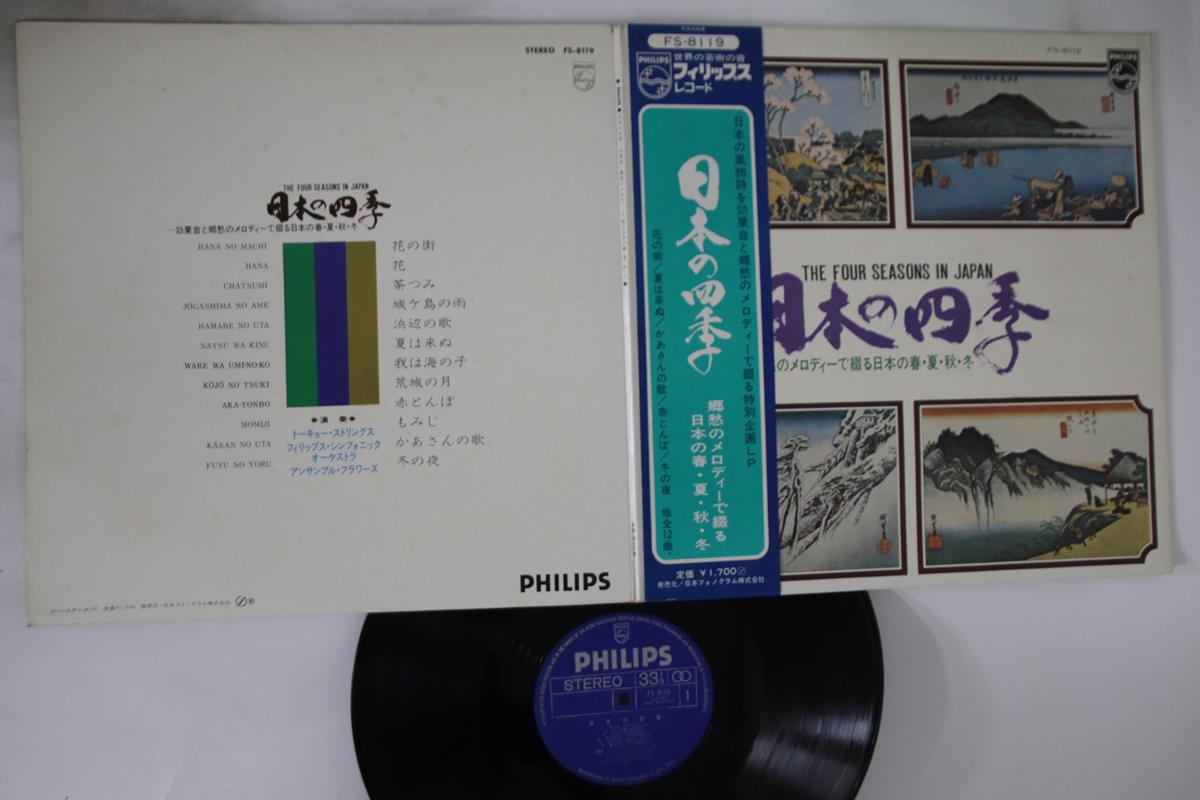 STEREO FS-8119
PHILIPS
THE FOUR SEASONS IN JAPAN
日本の四季
～効果音と郷愁のメロディーで綴る日本の春・夏・秋・冬
HANA NO MACHI 花の街
HANA 花
CHATSUMI 茶つみ
JŌGASHIMA NO AME 城ケ島の雨
HAMABE NO UTA 浜辺の歌
NATSU WA KINU 夏は来ぬ
WARE WA UMI-NO-KO 我は海の子
KŌJŌ NO TSUKI 荒城の月
AKA-TONBO 赤とんぼ
MOMIJI もみじ
KĀSAN NO UTA かあさんの歌
FUYU NO YORU 冬の夜
●演奏●
トーキョー・ストリングス
フィリップス・シンフォニック
オーケストラ
アンサンブル・フラワーズ
PHILIPS
FS-8119
PHILIPS
世界の芸術の音
フィリップス
レコード
日本の風物詩を効果音と郷愁のメロディーで綴る特別企画LP
日本の四季
郷愁のメロディーで綴る
日本の春・夏・秋・冬
花の街/夏は来ぬ/かあさんの歌/赤とんぼ/冬の夜 他全12曲
定価 ¥1,700
発売元/日本フォノグラム株式会社
FS-8119
PHILIPS
THE FOUR SEASONS IN JAPAN
日本の四季
のメロディーで綴る日本の春・夏・秋・冬
PHILIPS
STEREO 33 1/3
FS-8119
1